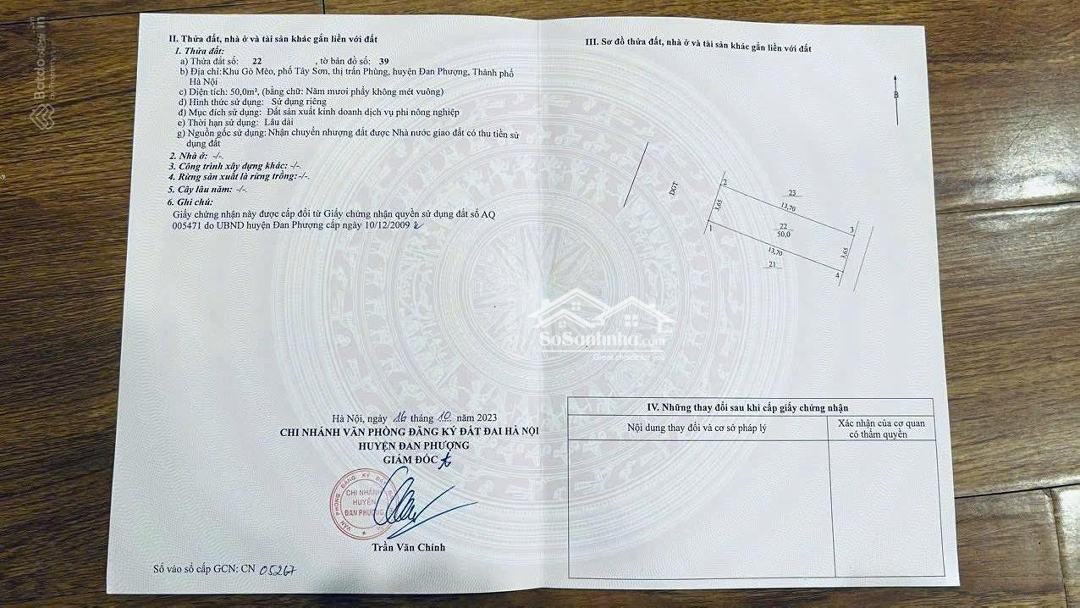 II. Thửa đất, nhà ở và tài sản khác gắn liền với đất
1. Thửa đất:
a) Thửa đất số: 22 , tờ bản đồ số: 39
b) Địa chỉ: Khu Gò Mèo, phố Tây Sơn, thị trấn Phùng, huyện Đan Phượng, Thành phố
Hà Nội
c) Diện tích: 50,0m², (bằng chữ: Năm mươi phẩy không mét vuông)
d) Hình thức sử dụng: Sử dụng riêng
đ) Mục đích sử dụng: Đất sản xuất kinh doanh dịch vụ phi nông nghiệp
e) Thời hạn sử dụng: Lâu dài
g) Nguồn gốc sử dụng: Nhận chuyển nhượng đất được Nhà nước giao đất có thu tiền sử
dụng đất
2. Nhà ở: -/-
3. Công trình xây dựng khác: -/-
4. Rừng sản xuất là rừng trồng:-/-
5. Cây lâu năm: -/-
6. Ghi chú:
Giấy chứng nhận này được cấp đổi từ Giấy chứng nhận quyền sử dụng đất số AQ
005471 do UBND huyện Đan Phượng cấp ngày 10/12/2009
Hà Nội, ngày 16 tháng 10 năm 2023
CHI NHÁNH VĂN PHÒNG ĐĂNG KÝ ĐẤT ĐAI HÀ NỘI
HUYỆN ĐAN PHƯỢNG
GIÁM ĐỐC
CHI NHÁNH
HUYỆN
ĐAN PHƯỢNG
Trần Văn Chính
Số vào sổ cấp GCN: CN 05267
III. Sơ đồ thửa đất, nhà ở và tài sản khác gắn liền với đất
B
ĐGT
2
23
13,70
3,65
1
22
50,0
3
3,65
13,70
21
4
SoSanhnha.com
IV. Những thay đổi sau khi cấp giấy chứng nhận
Nội dung thay đổi và cơ sở pháp lý
Xác nhận của cơ quan
có thẩm quyền
Batdongsan